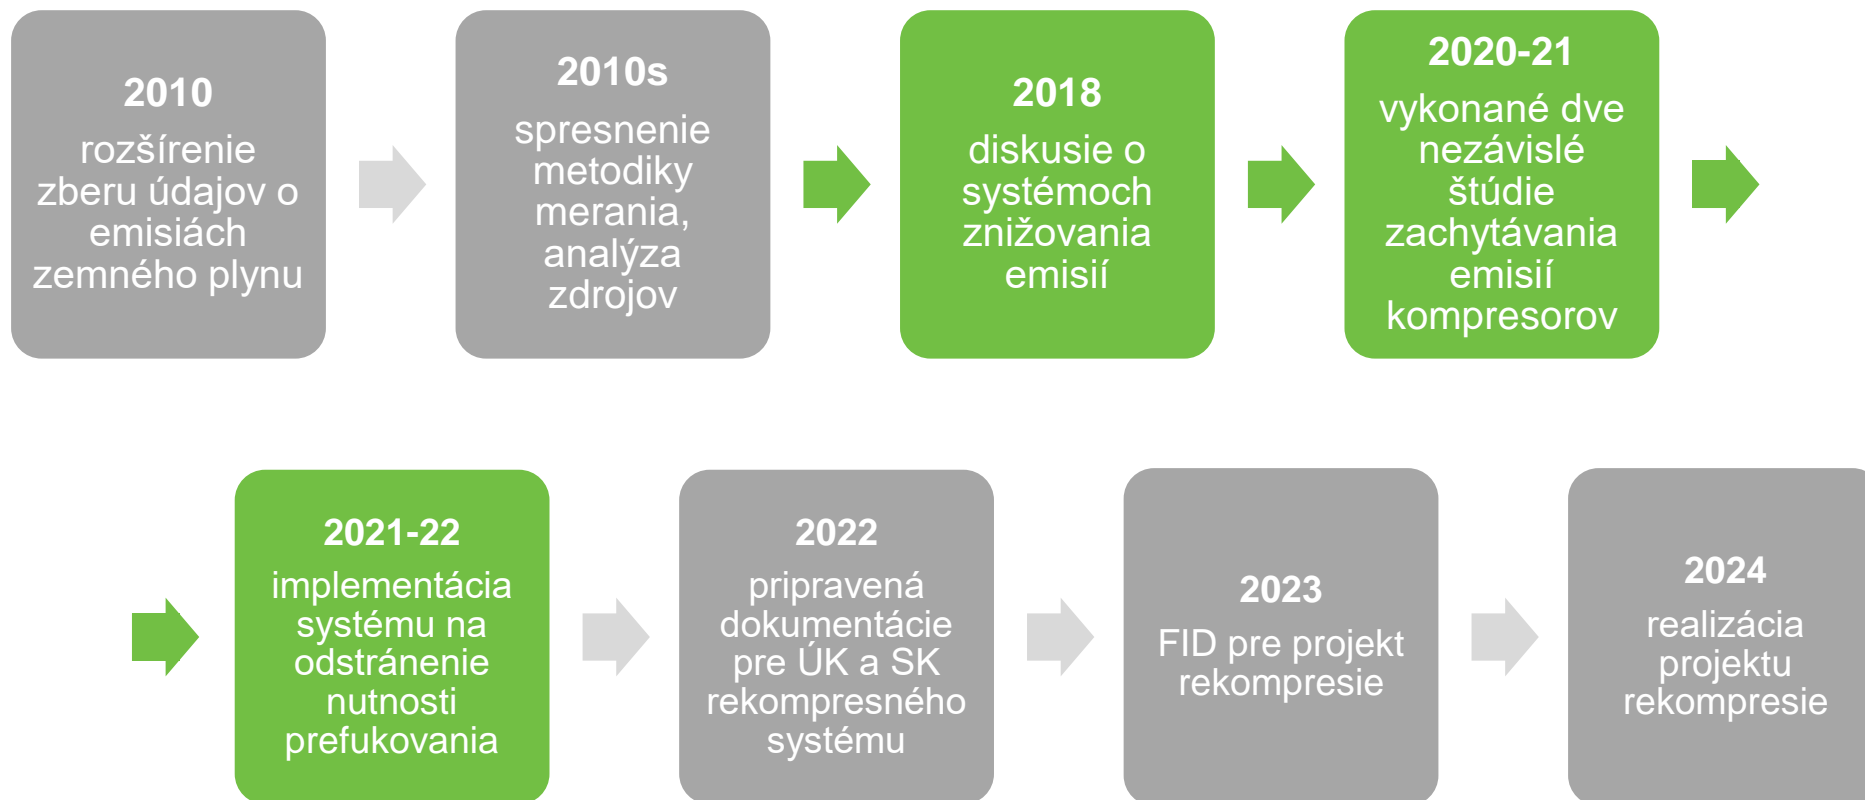 2010
rozšírenie
zberu údajov o
emisiách
zemného plynu
2010s
spresnenie
metodiky
merania,
analýza
zdrojov
2018
diskusie o
systémoch
znižovania
emisií
2020-21
vykonané dve
nezávislé
štúdie
zachytávania
emisií
kompresorov
2021-22
implementácia
systému na
odstránenie
nutnosti
prefukovania
2022
pripravená
dokumentácie
pre ÚK a SK
rekompresného
systému
2023
FID pre projekt
rekompresie
2024
realizácia
projektu
rekompresie